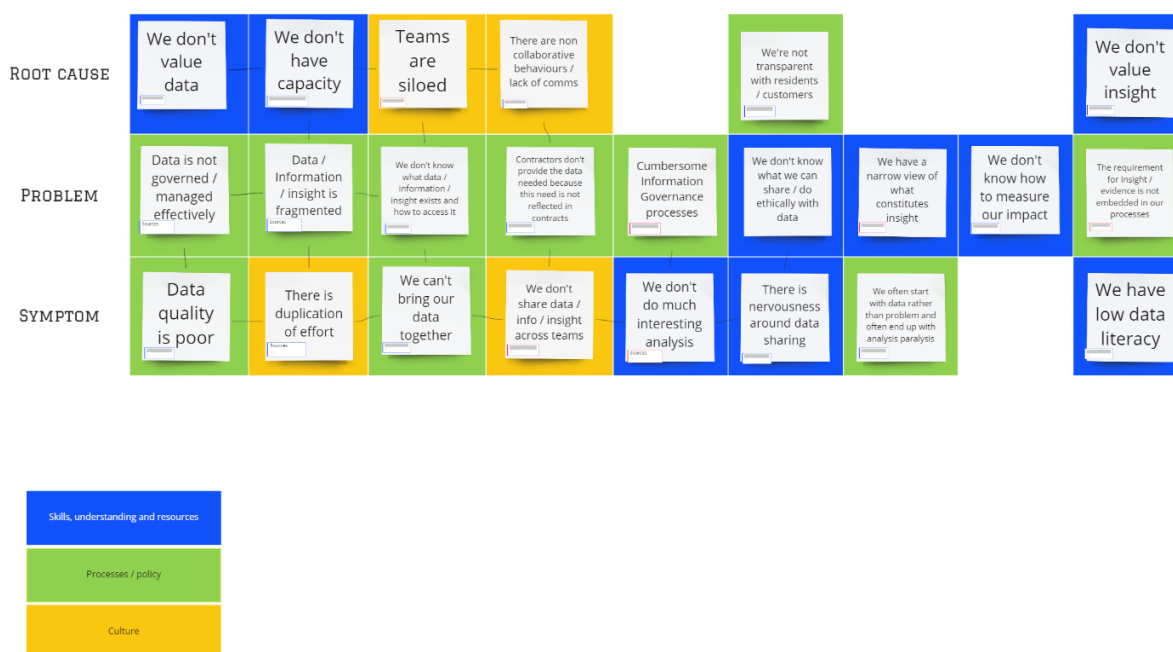 We don't
value
data
We don't
have
capacity
Teams
are
siloed
There are non
collaborative
behaviours /
lack of comms
We're not
transparent
with residents
/ customers
We don't
value
insight
Root cause
Data is not
governed /
managed
effectively
Sources
Data /
Information
/ insight is
fragmented
Sources
We don't know
what data /
information /
insight exists and
how to access it
Contractors don't
provide the data
needed because
this need is not
reflected in
contracts
Cumbersome
Information
Governance
processes
We don't know
what we can
share / do
ethically with
data
We have a
narrow view of
what
constitutes
insight
We don't
know how
to measure
our impact
The requirement
for insight /
evidence is not
embedded in our
processes
Problem
Data
quality
is poor
There is
duplication
of effort
Sources
We can't
bring our
data
together
We don't
share data /
info / insight
across teams
We don't
do much
interesting
analysis
Sources
There is
nervousness
around data
sharing
We often start
with data rather
than problem and
often end up with
analysis paralysis
We have
low data
literacy
Symptom
Skills, understanding and resources
Processes / policy
Culture